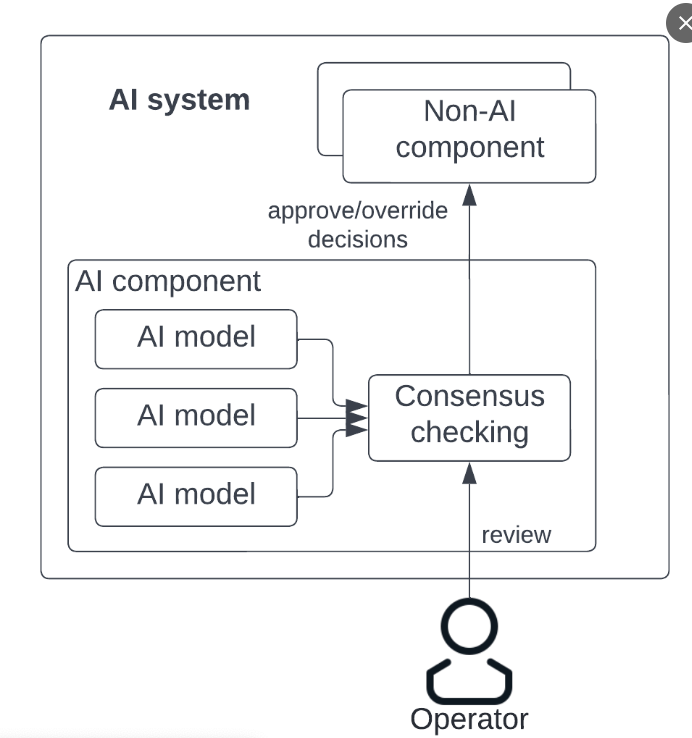 AI system
Non-AI
component
approve/override
decisions
AI component
AI model
AI model
AI model
Consensus
checking
review
Operator